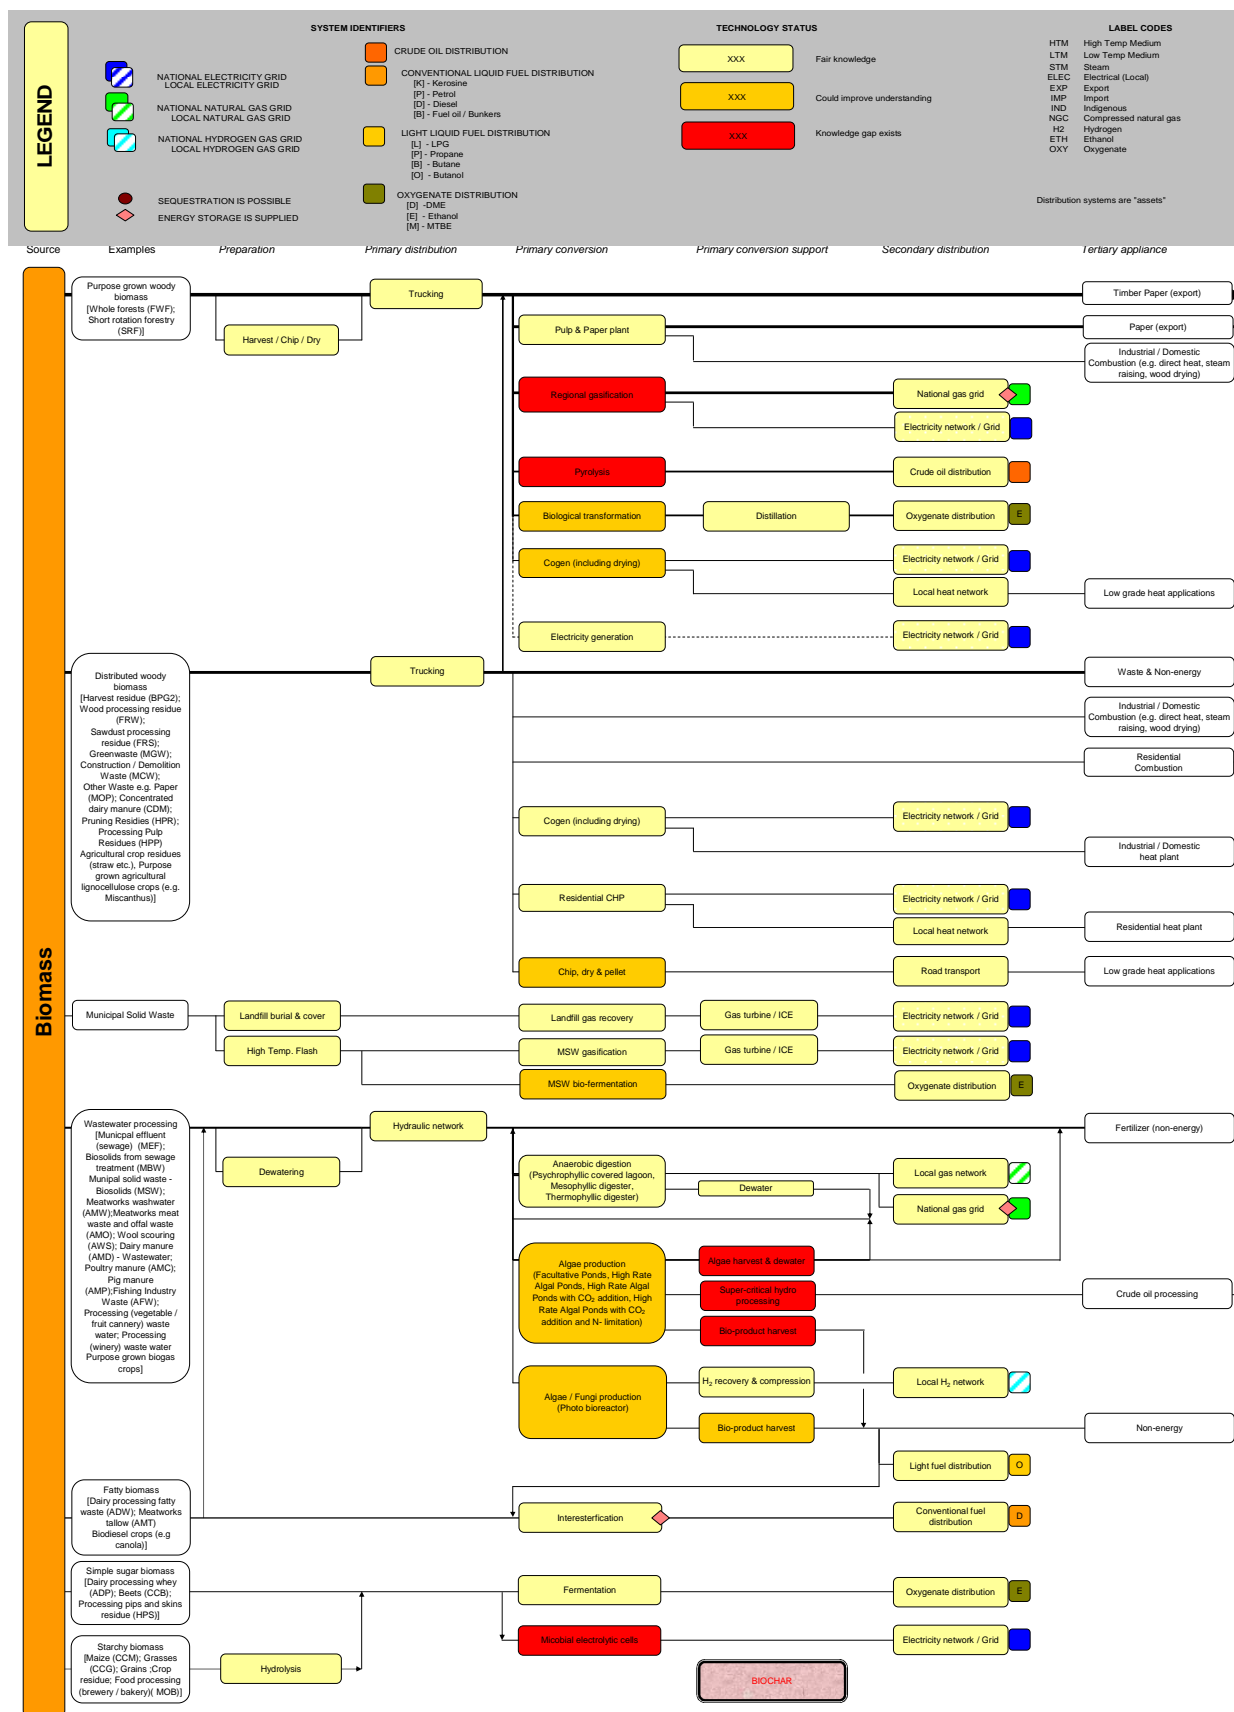 LEGEND
SYSTEM IDENTIFIERS
NATIONAL ELECTRICITY GRID
LOCAL ELECTRICITY GRID
NATIONAL NATURAL GAS GRID
LOCAL NATURAL GAS GRID
NATIONAL HYDROGEN GAS GRID
LOCAL HYDROGEN GAS GRID
SEQUESTRATION IS POSSIBLE
ENERGY STORAGE IS SUPPLIED
CRUDE OIL DISTRIBUTION
CONVENTIONAL LIQUID FUEL DISTRIBUTION
[K] - Kerosine
[P] - Petrol
[D] - Diesel
[B] - Fuel oil / Bunkers
LIGHT LIQUID FUEL DISTRIBUTION
[L] - LPG
[P] - Propane
[B] - Butane
[O] - Butanol
OXYGENATE DISTRIBUTION
[D] -DME
[E] - Ethanol
[M] - MTBE
TECHNOLOGY STATUS
XXX Fair knowledge
XXX Could improve understanding
XXX Knowledge gap exists
LABEL CODES
HTM High Temp Medium
LTM Low Temp Medium
STM Steam
ELEC Electrical (Local)
EXP Export
IMP Import
IND Indigenous
NGC Compressed natural gas
H2 Hydrogen
ETH Ethanol
OXY Oxygenate
Distribution systems are "assets"
Source Examples Preparation Primary distribution Primary conversion Primary conversion support Secondary distribution Tertiary appliance
Biomass
Purpose grown woody
biomass
[Whole forests (FWF);
Short rotation forestry
(SRF)]
Harvest / Chip / Dry
Trucking
Timber Paper (export)
Pulp & Paper plant
Paper (export)
Industrial / Domestic
Combustion (e.g. direct heat, steam
raising, wood drying)
Regional gasification
National gas grid
Electricity network / Grid
Pyrolysis
Crude oil distribution
Biological transformation
Distillation
Oxygenate distribution
E
Cogen (including drying)
Electricity network / Grid
Local heat network
Low grade heat applications
Electricity generation
Electricity network / Grid
Distributed woody
biomass
[Harvest residue (BPG2);
Wood processing residue
(FRW);
Sawdust processing
residue (FRS);
Greenwaste (MGW);
Construction / Demolition
Waste (MCW);
Other Waste e.g. Paper
(MOP); Concentrated
dairy manure (CDM);
Pruning Residies (HPR);
Processing Pulp
Residues (HPP)
Agricultural crop residues
(straw etc.), Purpose
grown agricultural
lignocellulose crops (e.g.
Miscanthus)]
Trucking
Waste & Non-energy
Industrial / Domestic
Combustion (e.g. direct heat, steam
raising, wood drying)
Residential
Combustion
Cogen (including drying)
Electricity network / Grid
Industrial / Domestic
heat plant
Residential CHP
Electricity network / Grid
Local heat network
Residential heat plant
Chip, dry & pellet
Road transport
Low grade heat applications
Municipal Solid Waste
Landfill burial & cover
Landfill gas recovery
Gas turbine / ICE
Electricity network / Grid
High Temp. Flash
MSW gasification
Gas turbine / ICE
Electricity network / Grid
MSW bio-fermentation
Oxygenate distribution
E
Wastewater processing
[Municpal effluent
(sewage) (MEF);
Biosolids from sewage
treatment (MBW)
Munipal solid waste -
Biosolids (MSW);
Meatworks washwater
(AMW);Meatworks meat
waste and offal waste
(AMO); Wool scouring
(AWS); Dairy manure
(AMD) - Wastewater;
Poultry manure (AMC);
Pig manure
(AMP);Fishing Industry
Waste (AFW);
Processing (vegetable /
fruit cannery) waste
water; Processing
(winery) waste water
Purpose grown biogas
crops]
Dewatering
Hydraulic network
Fertilizer (non-energy)
Anaerobic digestion
(Psychrophyllic covered lagoon,
Mesophyllic digester,
Thermophyllic digester)
Dewater
Local gas network
National gas grid
Algae production
(Facultative Ponds, High Rate
Algal Ponds, High Rate Algal
Ponds with CO₂ addition, High
Rate Algal Ponds with CO₂
addition and N- limitation)
Algae harvest & dewater
Super-critical hydro
processing
Crude oil processing
Bio-product harvest
Algae / Fungi production
(Photo bioreactor)
H₂ recovery & compression
Local H₂ network
Bio-product harvest
Non-energy
Light fuel distribution
O
Fatty biomass
[Dairy processing fatty
waste (ADW); Meatworks
tallow (AMT)
Biodiesel crops (e.g
canola)]
Interesterfication
Conventional fuel
distribution
D
Simple sugar biomass
[Dairy processing whey
(ADP); Beets (CCB);
Processing pips and skins
residue (HPS)]
Fermentation
Oxygenate distribution
E
Micobial electrolytic cells
Electricity network / Grid
Starchy biomass
[Maize (CCM); Grasses
(CCG); Grains ;Crop
residue; Food processing
(brewery / bakery)( MOB)]
Hydrolysis
BIOCHAR